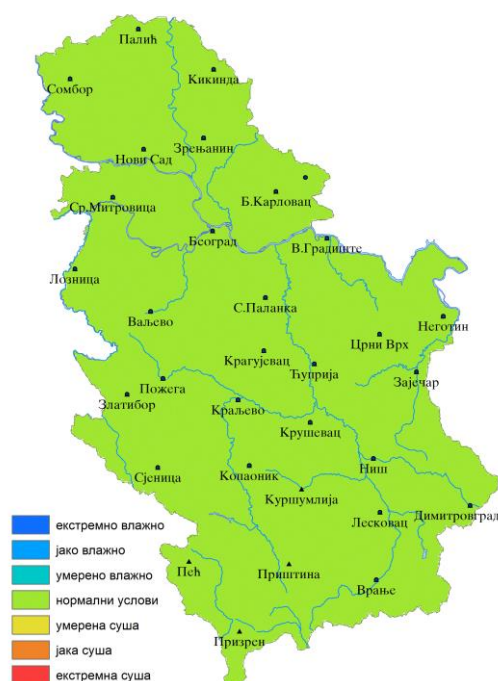 Палић
Кикинда
Сомбор
Зрењанин
Нови Сад
Ср.Митровица
Б.Карловац
Београд
В.Градиште
Лозница
С.Паланка
Ваљево
Неготин
Црни Врх
Крагујевац
Ћуприја
Зајечар
Пожега
Златибор
Краљево
Крушевац
Ниш
Сјеница
Копаоник
Куршумлија
Лесковац
Димитровград
Пећ
Приштина
Врање
Призрен
екстремно влажно
јако влажно
умерено влажно
нормални услови
умерена суша
јака суша
екстремна суша